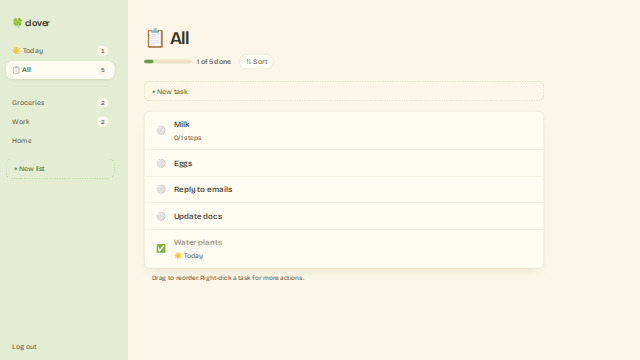 clover
Today 1
All 5
Groceries 2
Work 2
Home
+ New list
Log out
All
1 of 5 done
Sort
+ New task
Milk
0/1 steps
Eggs
Reply to emails
Update docs
Water plants
Today
Drag to reorder. Right-click a task for more actions.